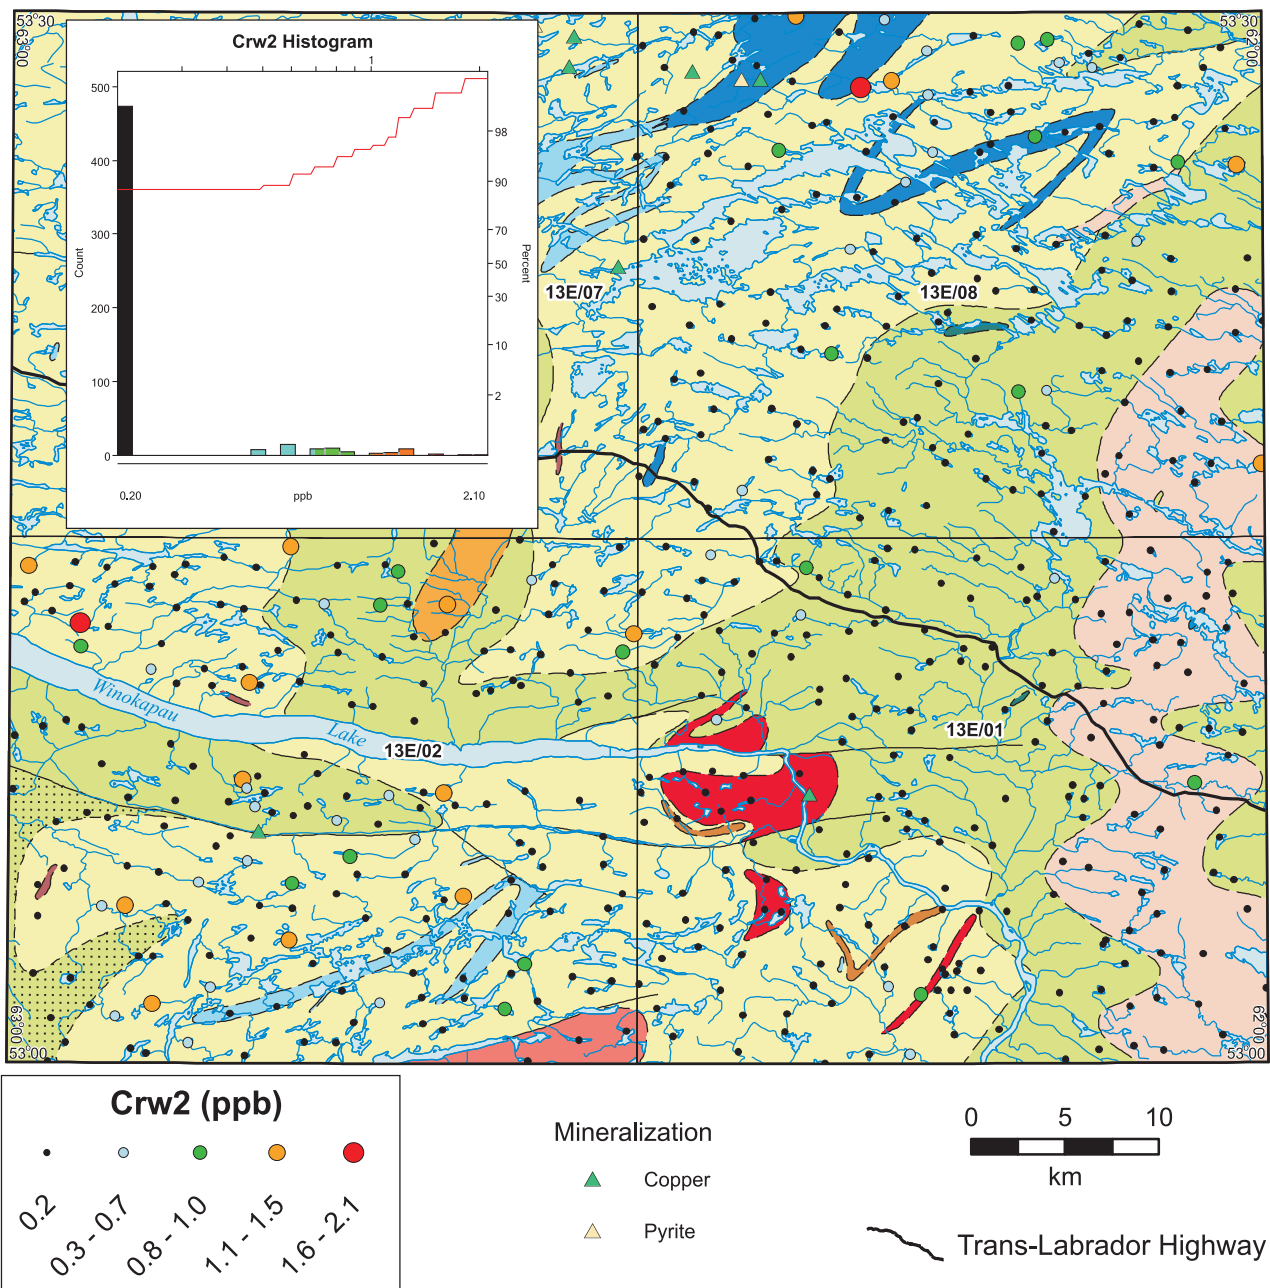 53°30
63°00
53°30
62°00
Crw2 Histogram
1
500
400
300
200
100
0
Count
98
90
70
50
30
10
2
Percent
0.20
ppb
2.10
13E/07
13E/08
Winokapau
Lake
13E/02
13E/01
63°00
53°00
62°00
53°00
Crw2 (ppb)
0.2
0.3 - 0.7
0.8 - 1.0
1.1 - 1.5
1.6 - 2.1
Mineralization
Copper
Pyrite
0 5 10
km
Trans-Labrador Highway